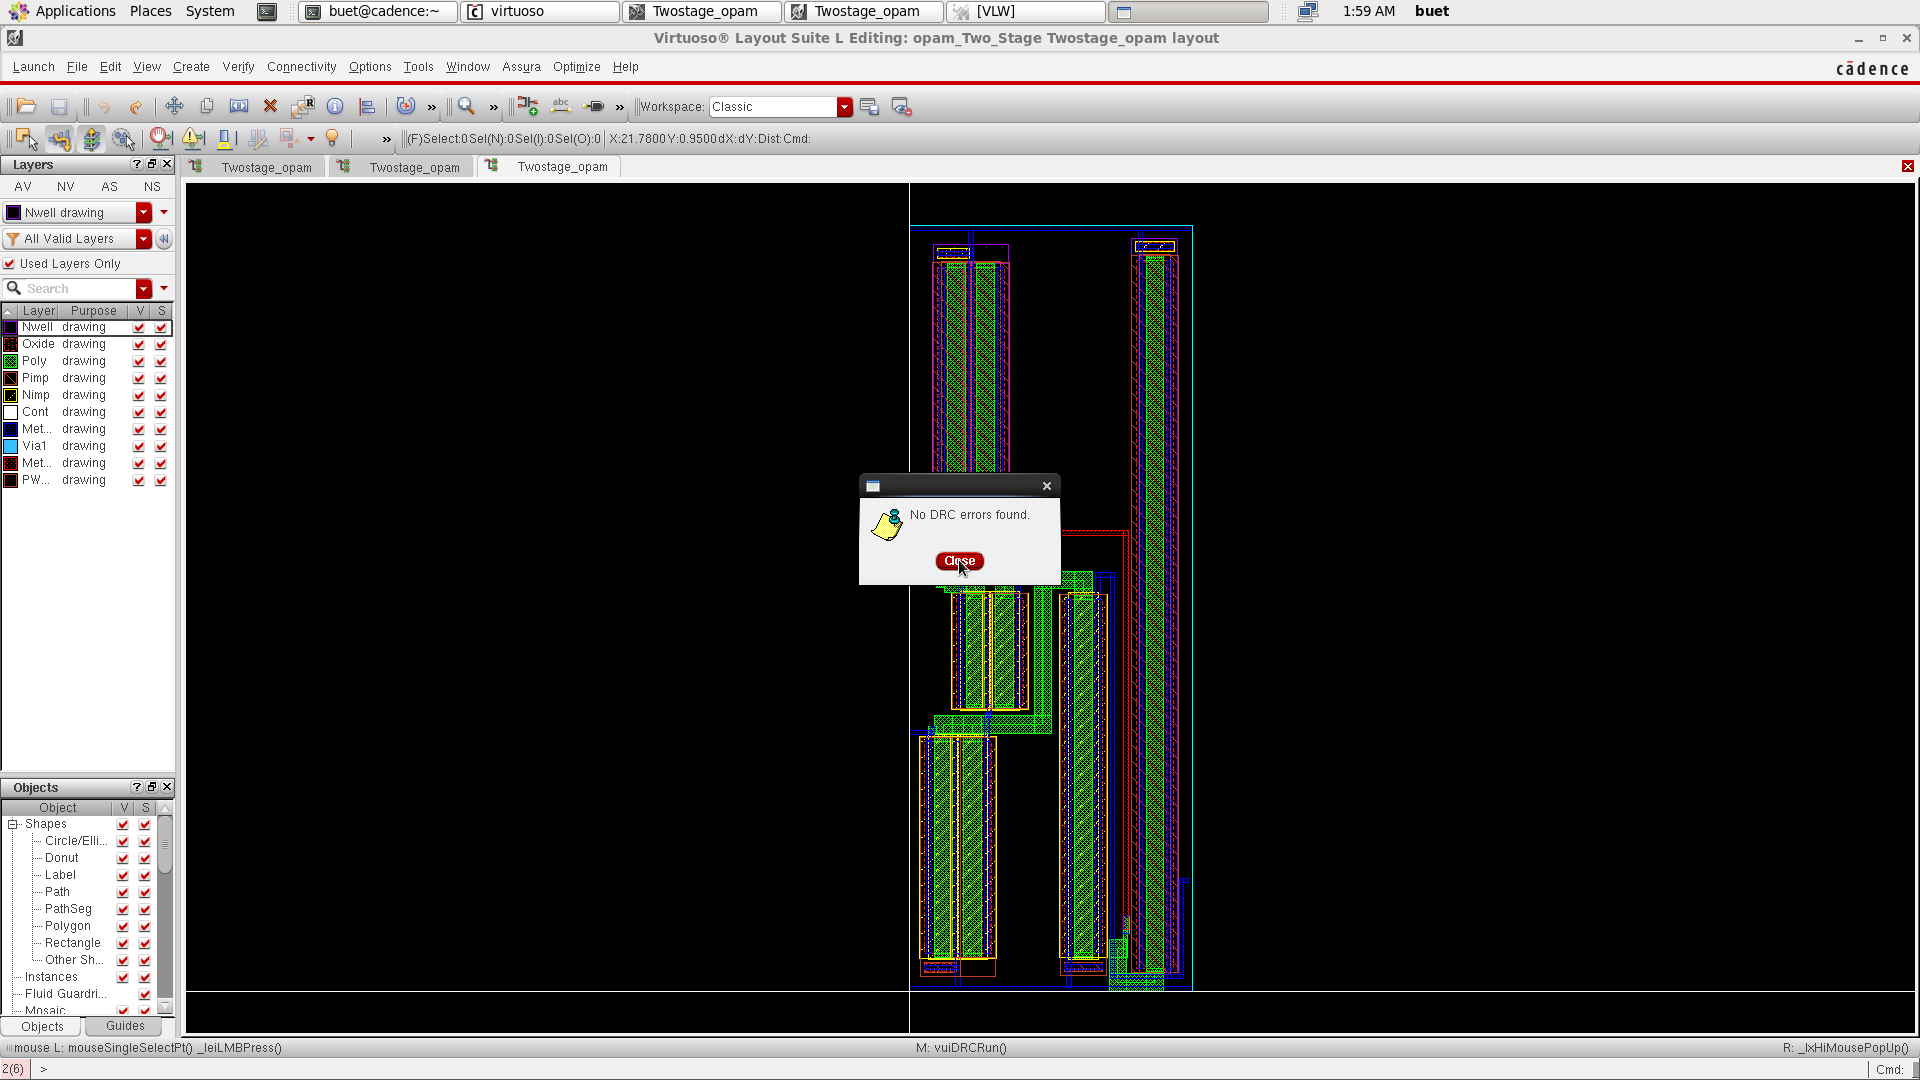 Applications Places System buet@cadence:~ virtuoso Twostage_opam Twostage_opam [VLW] 1:59 AM buet
Virtuoso® Layout Suite L Editing: opam_Two_Stage Twostage_opam layout
Launch File Edit View Create Verify Connectivity Options Tools Window Assura Optimize Help cādence
» » abc » Workspace: Classic
» (F)Select:0 Sel(N):0 Sel(I):0 Sel(O):0 X:21.7800 Y:0.9500 dX: dY: Dist: Cmd:
Layers Twostage_opam Twostage_opam Twostage_opam
AV NV AS NS
Nwell drawing
All Valid Layers
Used Layers Only
Search
Layer Purpose V S
Nwell drawing
Oxide drawing
Poly drawing
Pimp drawing
Nimp drawing
Cont drawing
Met... drawing
Via1 drawing
Met... drawing
PW... drawing
No DRC errors found.
Close
Objects
Object V S
Shapes
Circle/Elli...
Donut
Label
Path
PathSeg
Polygon
Rectangle
Other Sh...
Instances
Fluid Guardri...
Mosaic
Objects Guides
mouse L: mouseSingleSelectPt() _leiLMBPress() M: vuiDRCRun() R: _lxHiMousePopUp()
2(6) > Cmd: